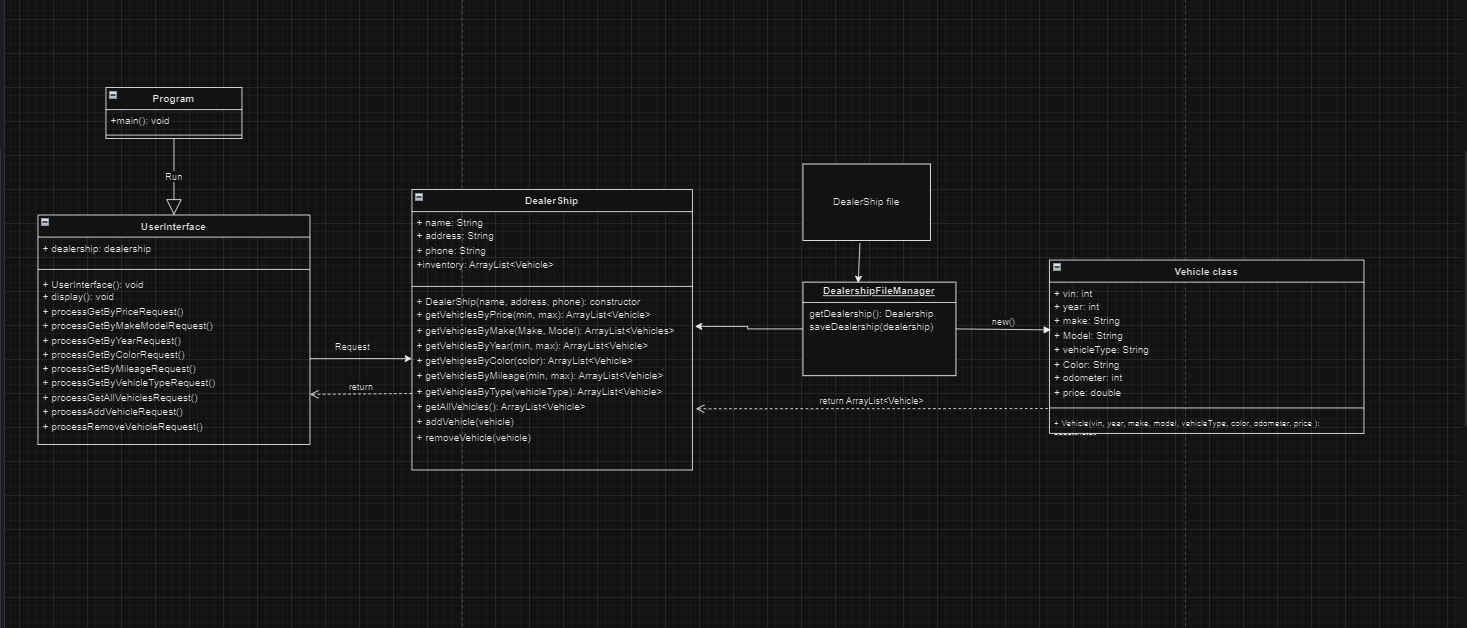 Program
+main(): void
Run
UserInterface
+ dealership: dealership
+ UserInterface(): void
+ display(): void
+ processGetByPriceRequest()
+ processGetByMakeModelRequest()
+ processGetByYearRequest()
+ processGetByColorRequest()
+ processGetByMileageRequest()
+ processGetByVehicleTypeRequest()
+ processGetAllVehiclesRequest()
+ processAddVehicleRequest()
+ processRemoveVehicleRequest()
Request
return
DealerShip
+ name: String
+ address: String
+ phone: String
+inventory: ArrayList<Vehicle>
+ DealerShip(name, address, phone): constructor
+ getVehiclesByPrice(min, max): ArrayList<Vehicle>
+ getVehiclesByMake(Make, Model): ArrayList<Vehicles>
+ getVehiclesByYear(min, max): ArrayList<Vehicle>
+ getVehiclesByColor(color): ArrayList<Vehicle>
+ getVehiclesByMileage(min, max): ArrayList<Vehicle>
+ getVehiclesByType(vehicleType): ArrayList<Vehicle>
+ getAllVehicles(): ArrayList<Vehicle>
+ addVehicle(vehicle)
+ removeVehicle(vehicle)
DealerShip file
DealershipFileManager
getDealership(): Dealership
saveDealership(dealership)
new()
return ArrayList<Vehicle>
Vehicle class
+ vin: int
+ year: int
+ make: String
+ Model: String
+ vehicleType: String
+ Color: String
+ odometer: int
+ price: double
+ Vehicle(vin, year, make, model, vehicleType, color, odometer, price ):